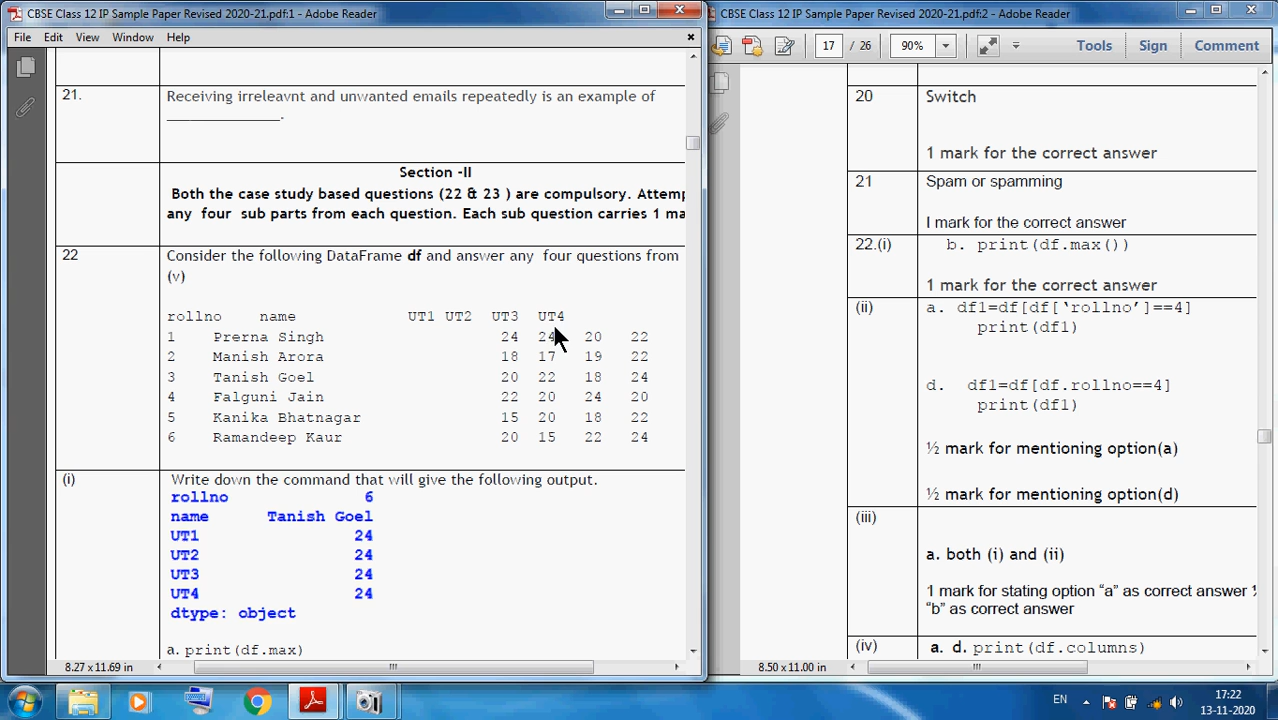 CBSE Class 12 IP Sample Paper Revised 2020-21.pdf:1 - Adobe Reader
File Edit View Window Help
21. Receiving irreleavnt and unwanted emails repeatedly is an example of
______________.
Section -II
Both the case study based questions (22 & 23 ) are compulsory. Attemp
any four sub parts from each question. Each sub question carries 1 ma
22 Consider the following DataFrame df and answer any four questions from
(v)
rollno name UT1 UT2 UT3 UT4
1 Prerna Singh 24 24 20 22
2 Manish Arora 18 17 19 22
3 Tanish Goel 20 22 18 24
4 Falguni Jain 22 20 24 20
5 Kanika Bhatnagar 15 20 18 22
6 Ramandeep Kaur 20 15 22 24
(i) Write down the command that will give the following output.
rollno 6
name Tanish Goel
UT1 24
UT2 24
UT3 24
UT4 24
dtype: object
a. print(df.max)
8.27 x 11.69 in
CBSE Class 12 IP Sample Paper Revised 2020-21.pdf:2 - Adobe Reader
17 / 26 90% Tools Sign Comment
20 Switch
1 mark for the correct answer
21 Spam or spamming
I mark for the correct answer
22.(i) b. print(df.max())
1 mark for the correct answer
(ii) a. df1=df[df[‘rollno’]==4]
print(df1)
d. df1=df[df.rollno==4]
print(df1)
½ mark for mentioning option(a)
½ mark for mentioning option(d)
(iii)
a. both (i) and (ii)
1 mark for stating option “a” as correct answer
“b” as correct answer
(iv) a. d. print(df.columns)
8.50 x 11.00 in
EN 17:22
13-11-2020